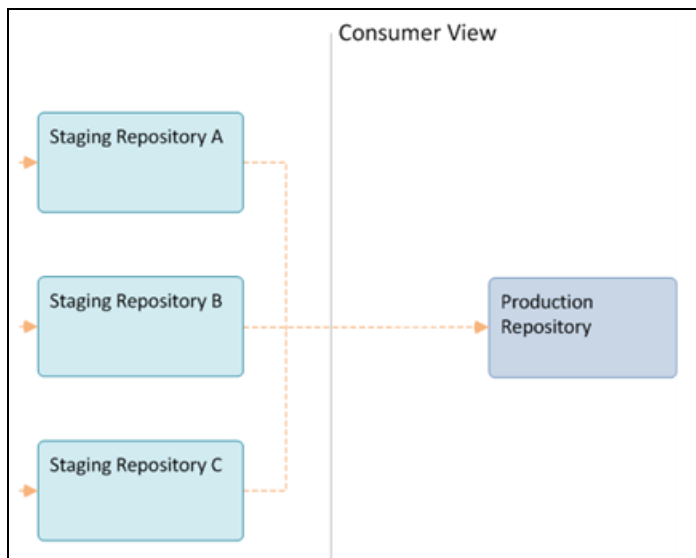 Consumer View
Staging Repository A
Staging Repository B
Production
Repository
Staging Repository C